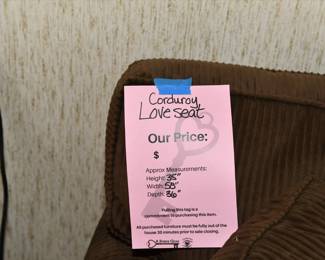 Corduroy
Love seat
Our Price:
$
Approx Measurements:
Height: 35"
Width: 58"
Depth: 36"
Pulling this tag is a
commitment to purchasing this item.
All purchased furniture must be fully out of the
house 30 minutes prior to sale closing.